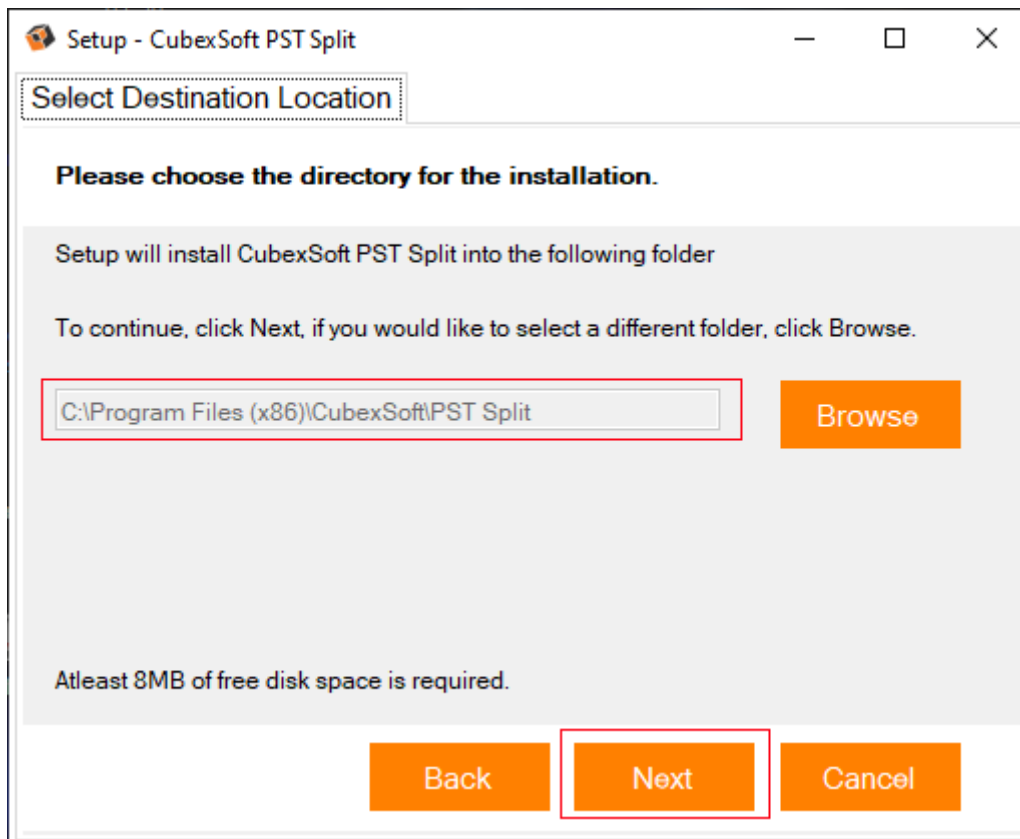 Setup - CubexSoft PST Split
Select Destination Location
Please choose the directory for the installation.
Setup will install CubexSoft PST Split into the following folder
To continue, click Next, if you would like to select a different folder, click Browse.
C:\Program Files (x86)\CubexSoft\PST Split
Browse
Atleast 8MB of free disk space is required.
Back
Next
Cancel